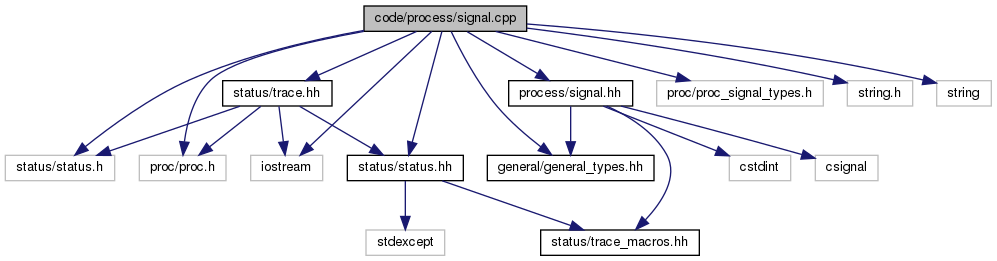 code/process/signal.cpp
status/trace.hh
process/signal.hh
proc/proc_signal_types.h
string.h
string
status/status.h
proc/proc.h
iostream
status/status.hh
general/general_types.hh
cstdint
csignal
stdexcept
status/trace_macros.hh